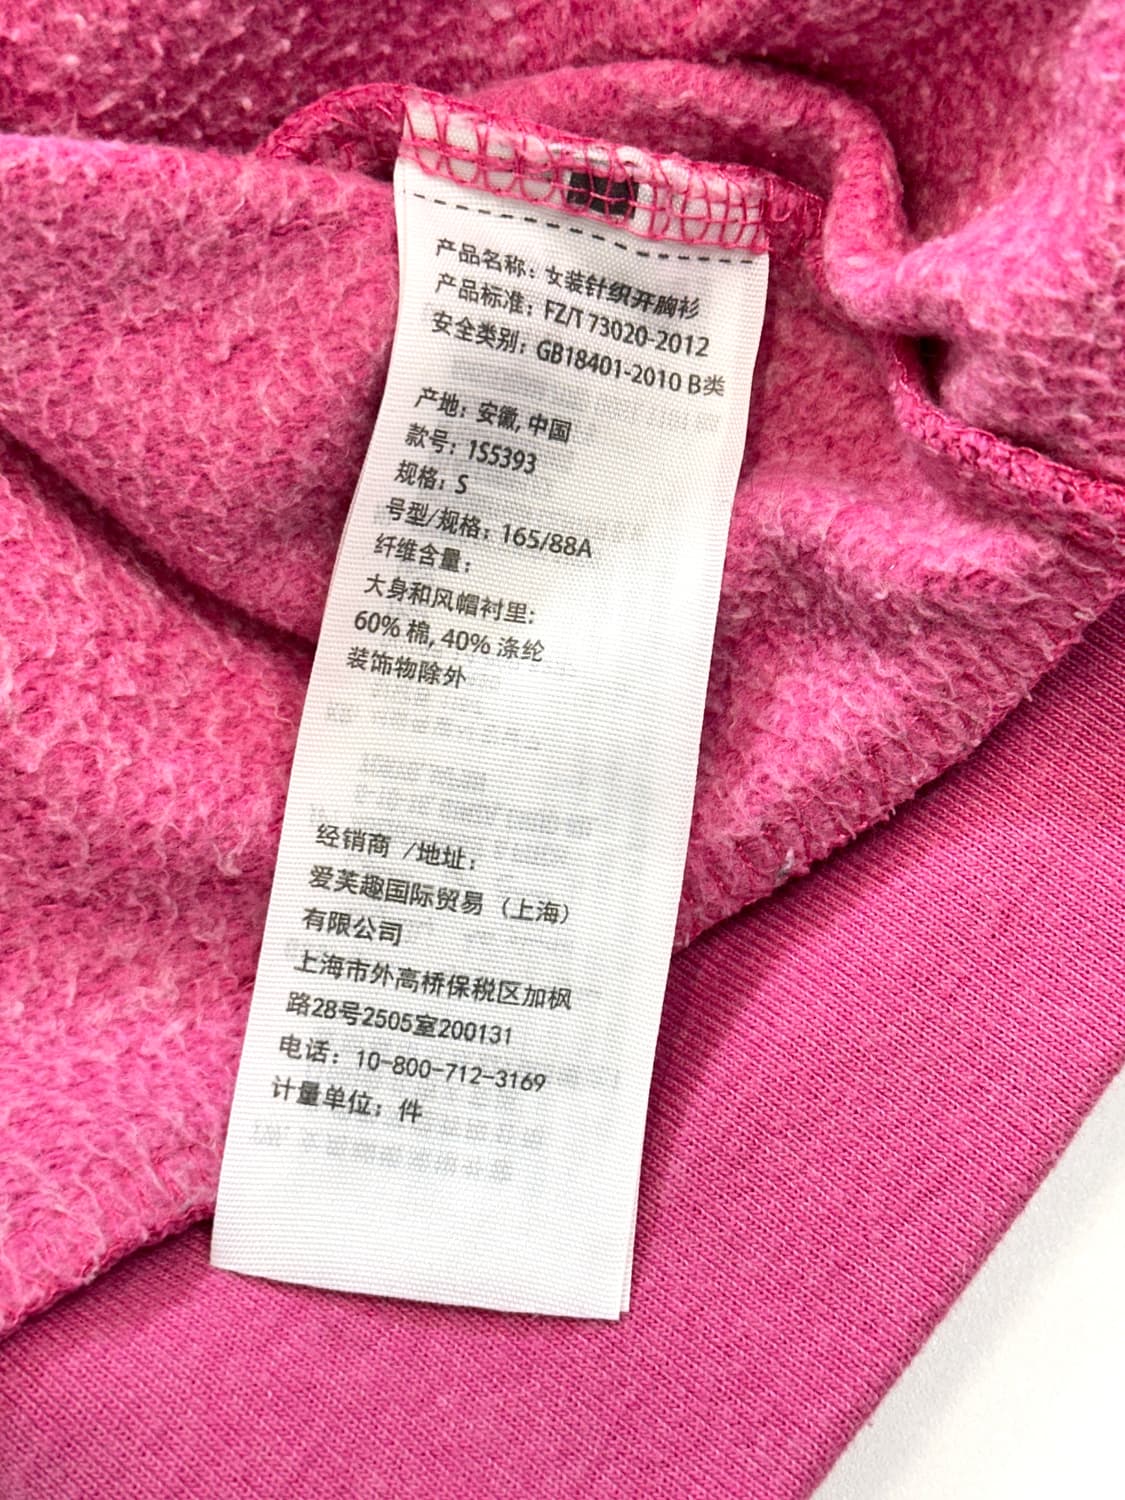 产品名称：女装针织开胸衫
产品标准：FZ/T 73020-2012
安全类别：GB18401-2010 B类
产地：安徽, 中国
款号：1S5393
规格：S
号型/规格：165/88A
纤维含量：
大身和风帽衬里:
60% 棉, 40% 涤纶
装饰物除外
经销商 /地址：
爱芙趣国际贸易（上海）
有限公司
上海市外高桥保税区加枫
路28号2505室200131
电话：10-800-712-3169
计量单位：件